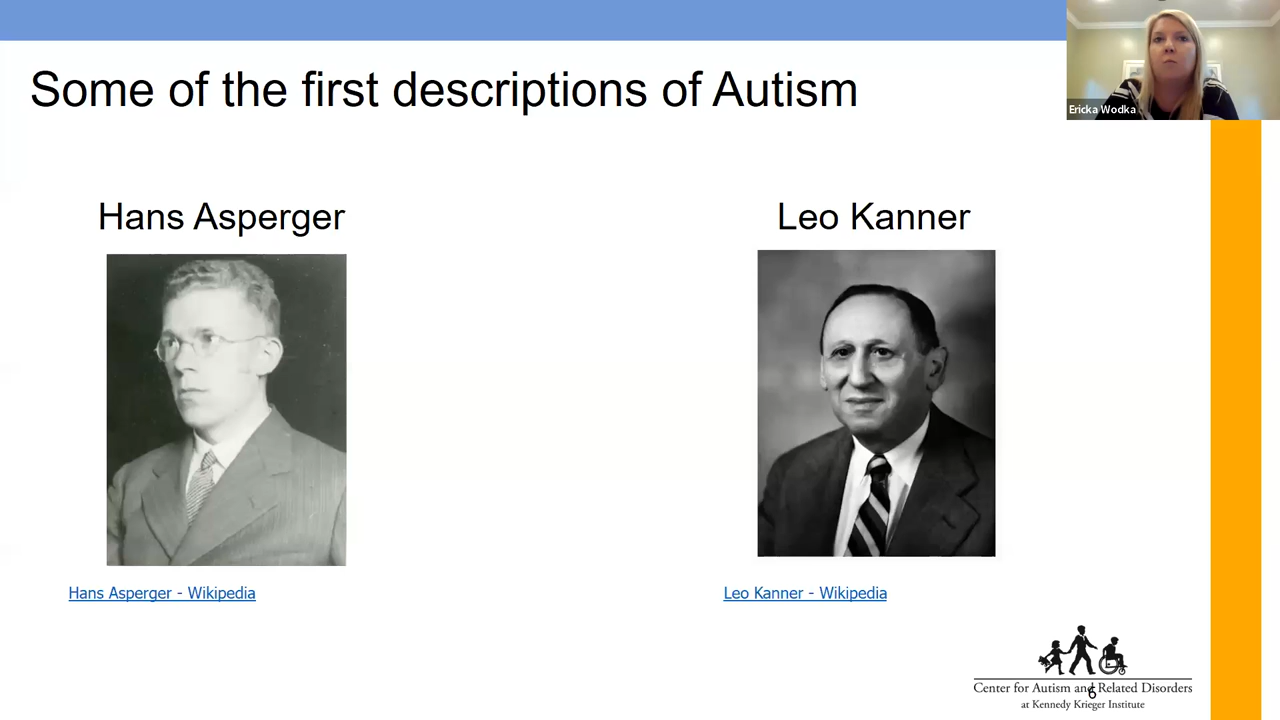 Some of the first descriptions of Autism
Ericka Wodka
Hans Asperger
Leo Kanner
Hans Asperger - Wikipedia
Leo Kanner - Wikipedia
Center for Autism and Related Disorders
6
at Kennedy Krieger Institute